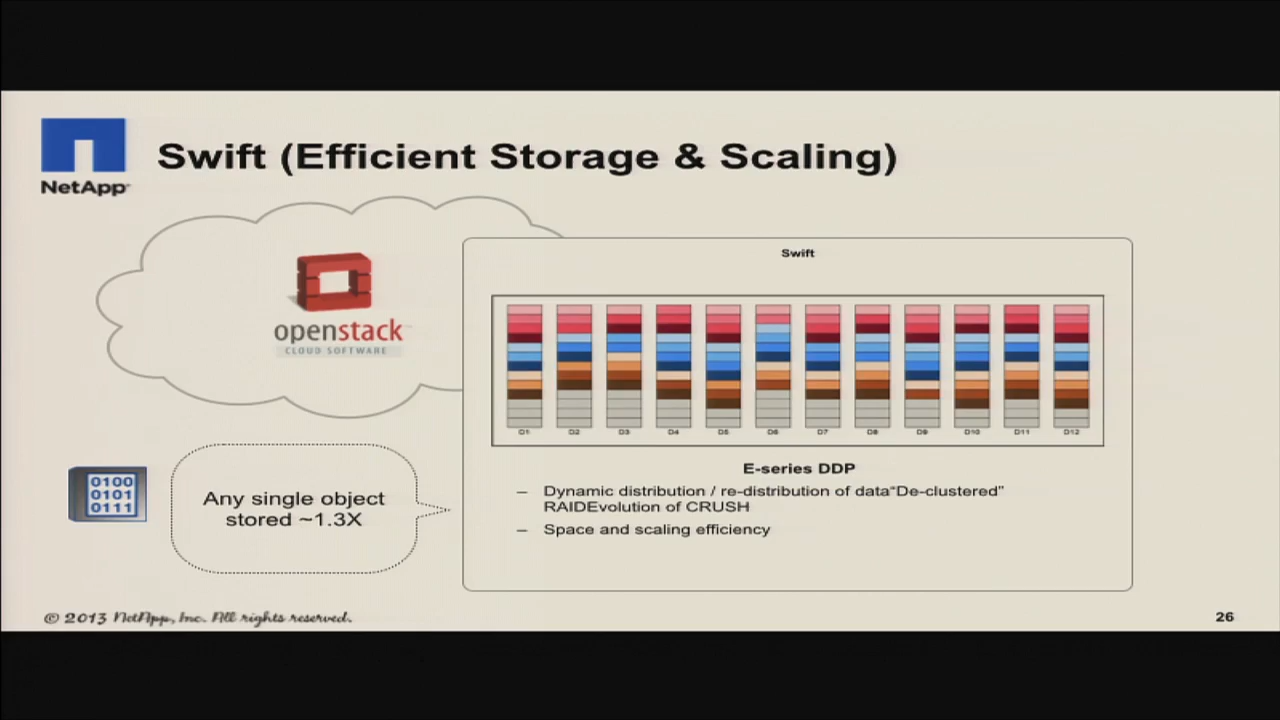 NetApp
Swift (Efficient Storage & Scaling)
openstack
CLOUD SOFTWARE
Swift
D1 D2 D3 D4 D5 D6 D7 D8 D9 D10 D11 D12
E-series DDP
– Dynamic distribution / re-distribution of data“De-clustered”
RAIDEvolution of CRUSH
– Space and scaling efficiency
0100
0101
0111
Any single object
stored ~1.3X
© 2013 NetApp, Inc. All rights reserved.
26